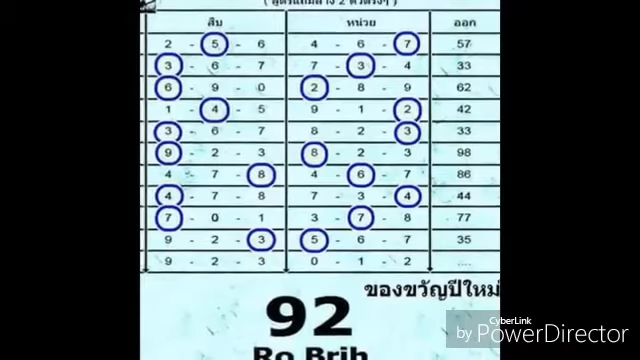 สิบ หน่วย ออก
2 - 5 - 6 4 - 6 - 7 57
3 - 6 - 7 7 - 3 - 4 33
6 - 9 - 0 2 - 8 - 9 62
1 - 4 - 5 9 - 1 - 2 42
3 - 6 - 7 8 - 2 - 3 33
9 - 2 - 3 8 - 2 - 3 98
4 - 7 - 8 4 - 6 - 7 86
4 - 7 - 8 7 - 3 - 4 44
7 - 0 - 1 3 - 7 - 8 77
9 - 2 - 3 5 - 6 - 7 35
9 - 2 - 3 0 - 1 - 2 ....
ของขวัญปีใหม่
92
CyberLink
by PowerDirector
Ro Brih